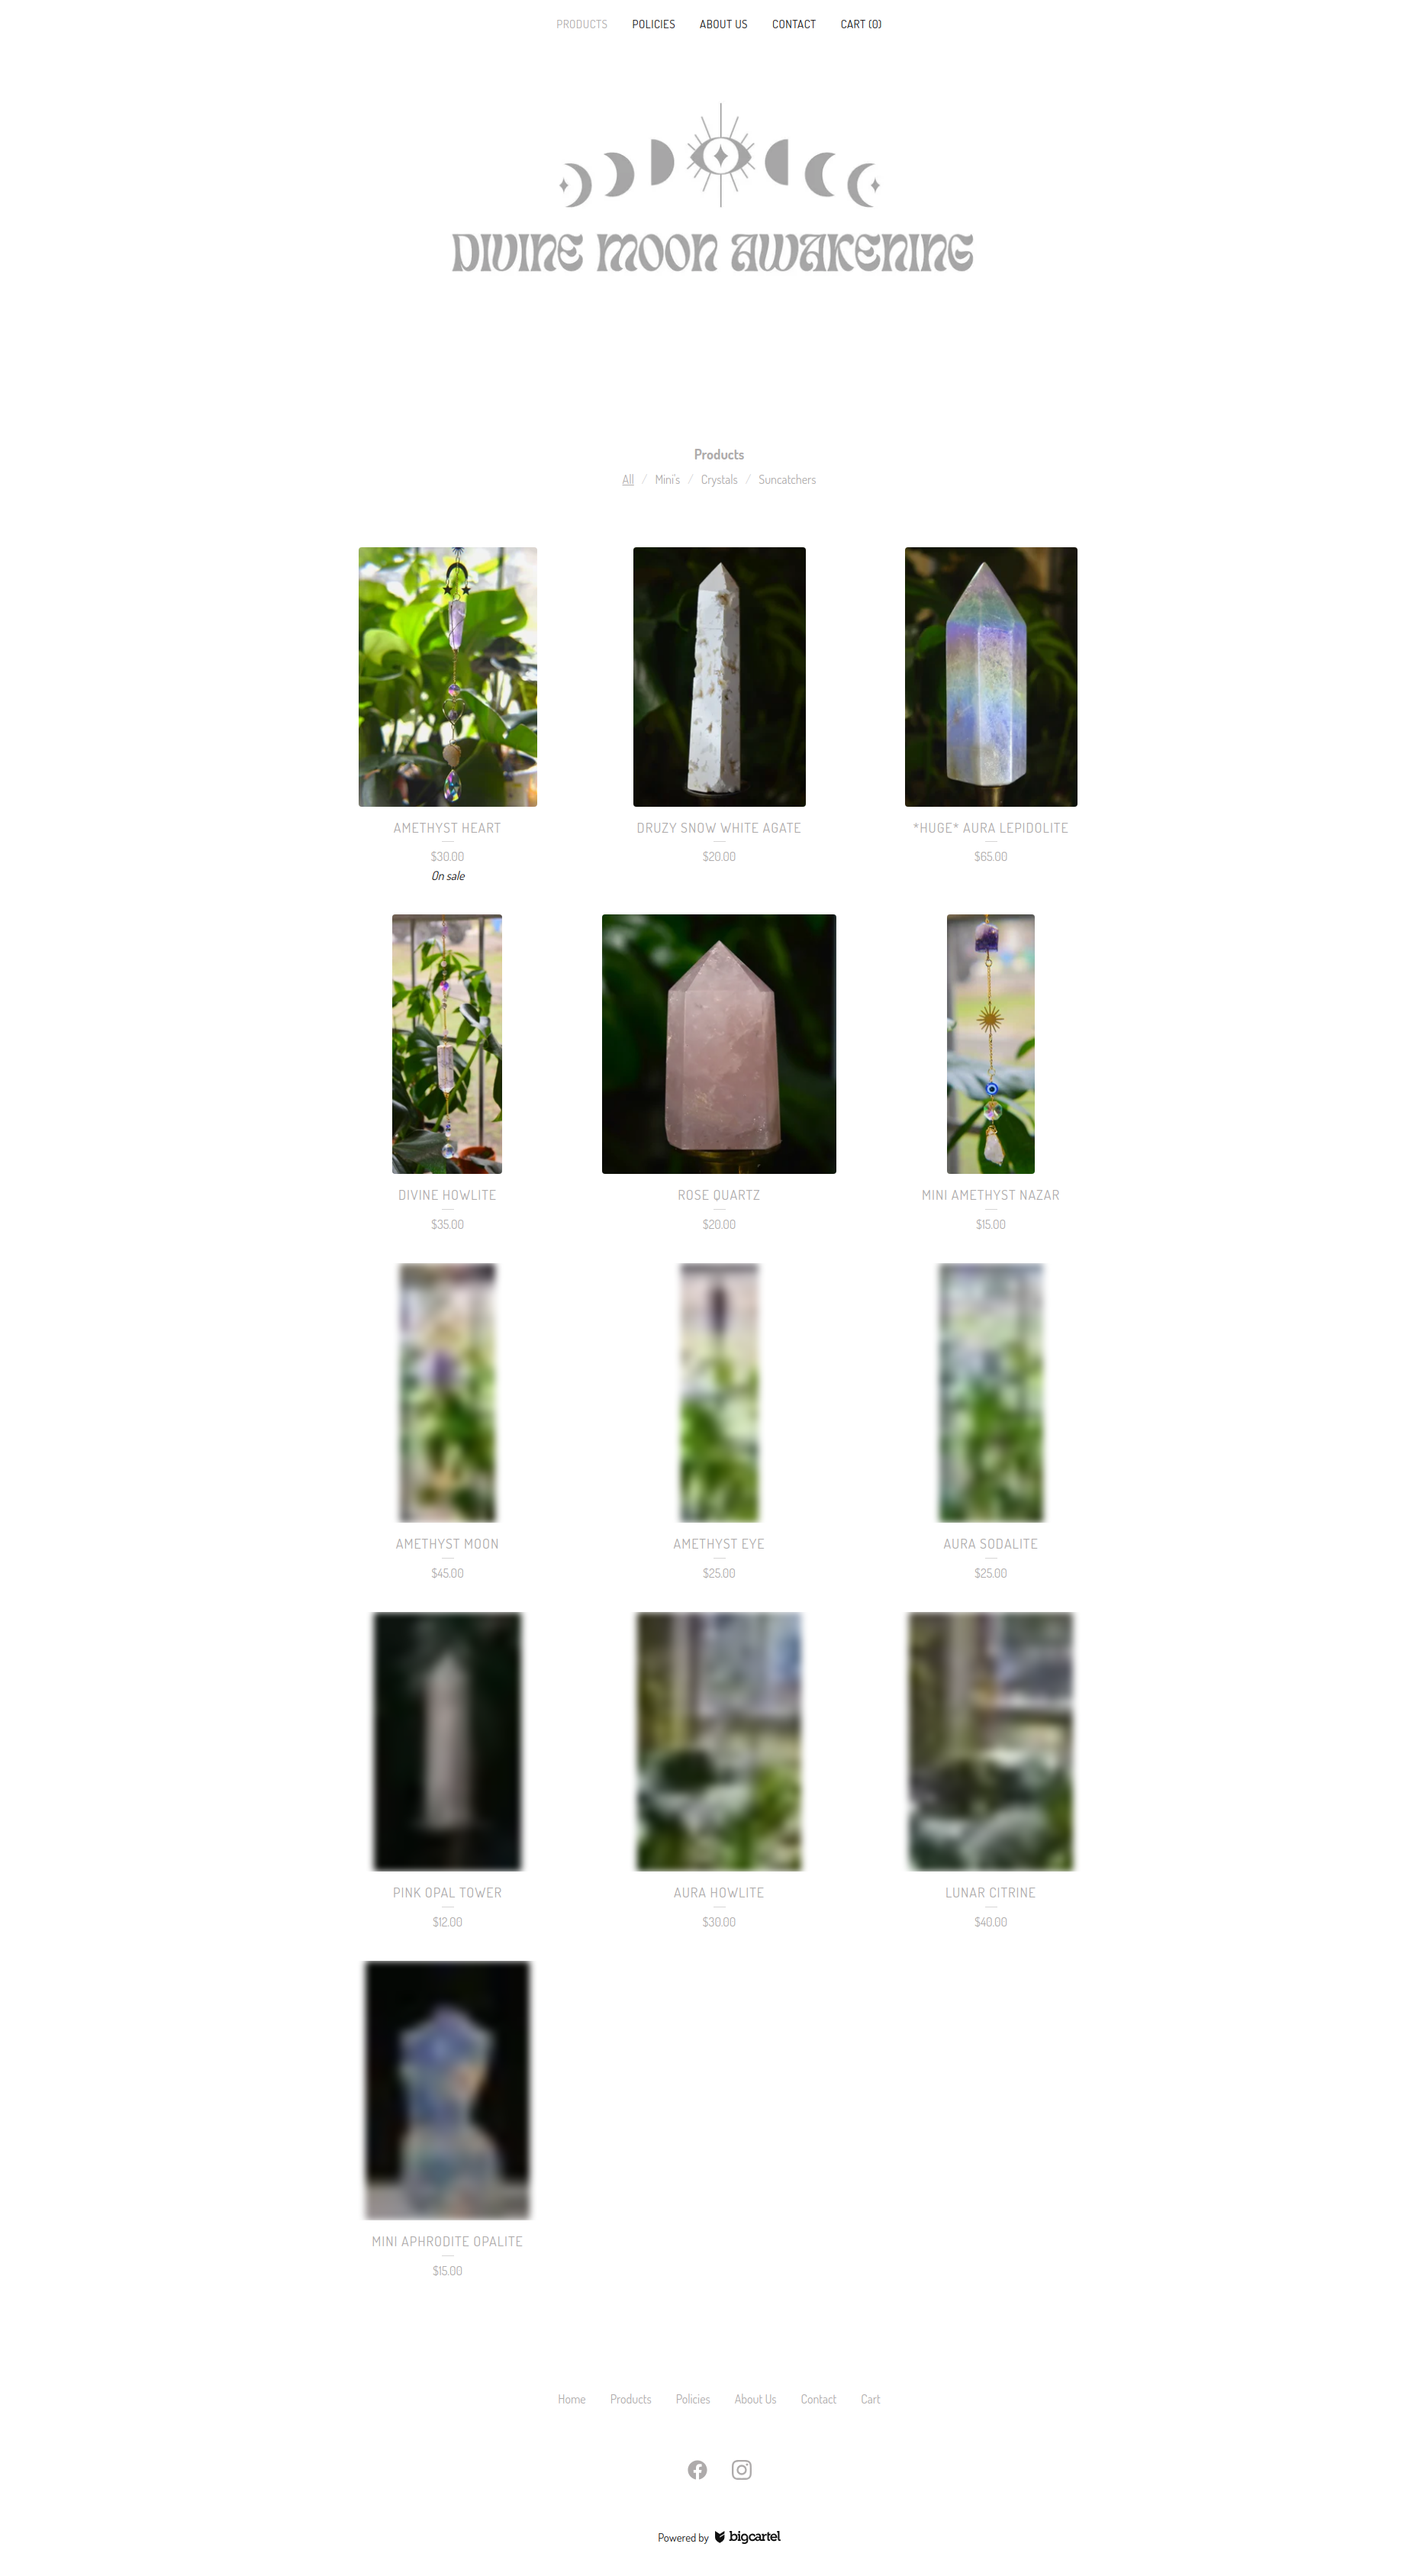 PRODUCTS POLICIES ABOUT US CONTACT CART (0)
DIVINE MOON AWAKENING
Products
All / Mini's / Crystals / Suncatchers
AMETHYST HEART
$30.00
On sale
DRUZY SNOW WHITE AGATE
$20.00
*HUGE* AURA LEPIDOLITE
$65.00
DIVINE HOWLITE
$35.00
ROSE QUARTZ
$20.00
MINI AMETHYST NAZAR
$15.00
AMETHYST MOON
$45.00
AMETHYST EYE
$25.00
AURA SODALITE
$25.00
PINK OPAL TOWER
$12.00
AURA HOWLITE
$30.00
LUNAR CITRINE
$40.00
MINI APHRODITE OPALITE
$15.00
Home Products Policies About Us Contact Cart
Powered by bigcartel